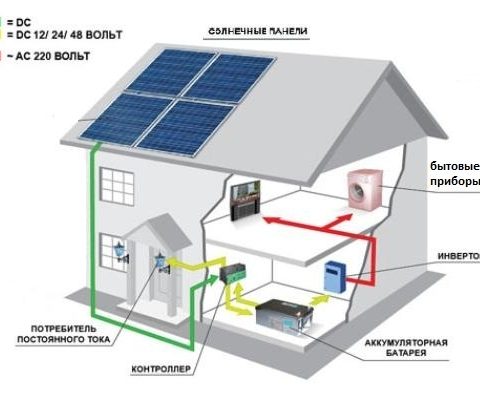 = DC
= DC 12/ 24/ 48 ВОЛЬТ
~ AC 220 ВОЛЬТ
СОЛНЕЧНЫЕ ПАНЕЛИ
бытовые
приборы
ИНВЕРТО
ПОТРЕБИТЕЛЬ
ПОСТОЯННОГО ТОКА
КОНТРОЛЛЕР
АККУМУЛЯТОРНАЯ
БАТАРЕЯ